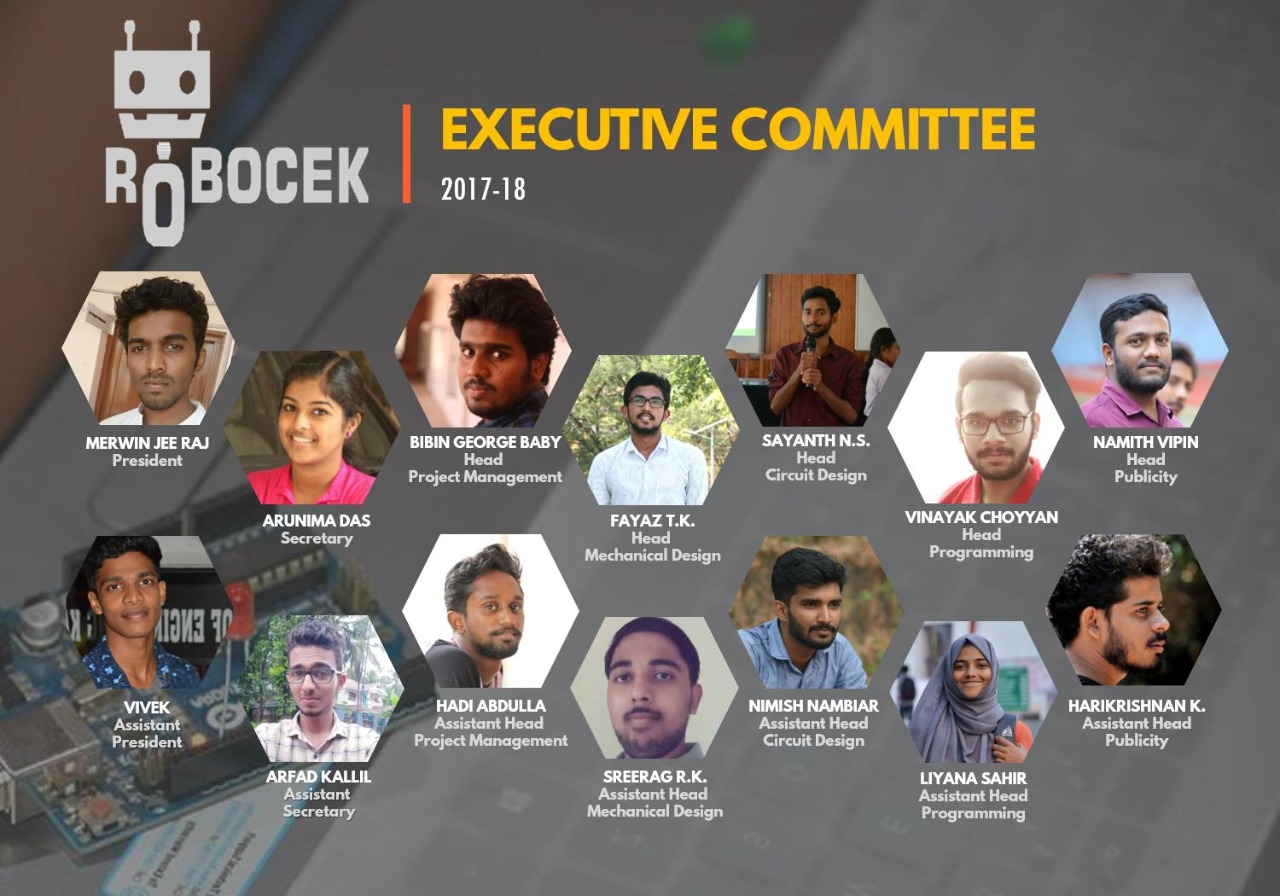 ROBOCEK
EXECUTIVE COMMITTEE
2017-18
MERWIN JEE RAJ
President
ARUNIMA DAS
Secretary
BIBIN GEORGE BABY
Head
Project Management
FAYAZ T.K.
Head
Mechanical Design
SAYANTH N.S.
Head
Circuit Design
VINAYAK CHOYYAN
Head
Programming
NAMITH VIPIN
Head
Publicity
OF ENGIN
VIVEK
Assistant
President
ARFAD KALLIL
Assistant
Secretary
HADI ABDULLA
Assistant Head
Project Management
SREERAG R.K.
Assistant Head
Mechanical Design
NIMISH NAMBIAR
Assistant Head
Circuit Design
LIYANA SAHIR
Assistant Head
Programming
HARIKRISHNAN K.
Assistant Head
Publicity